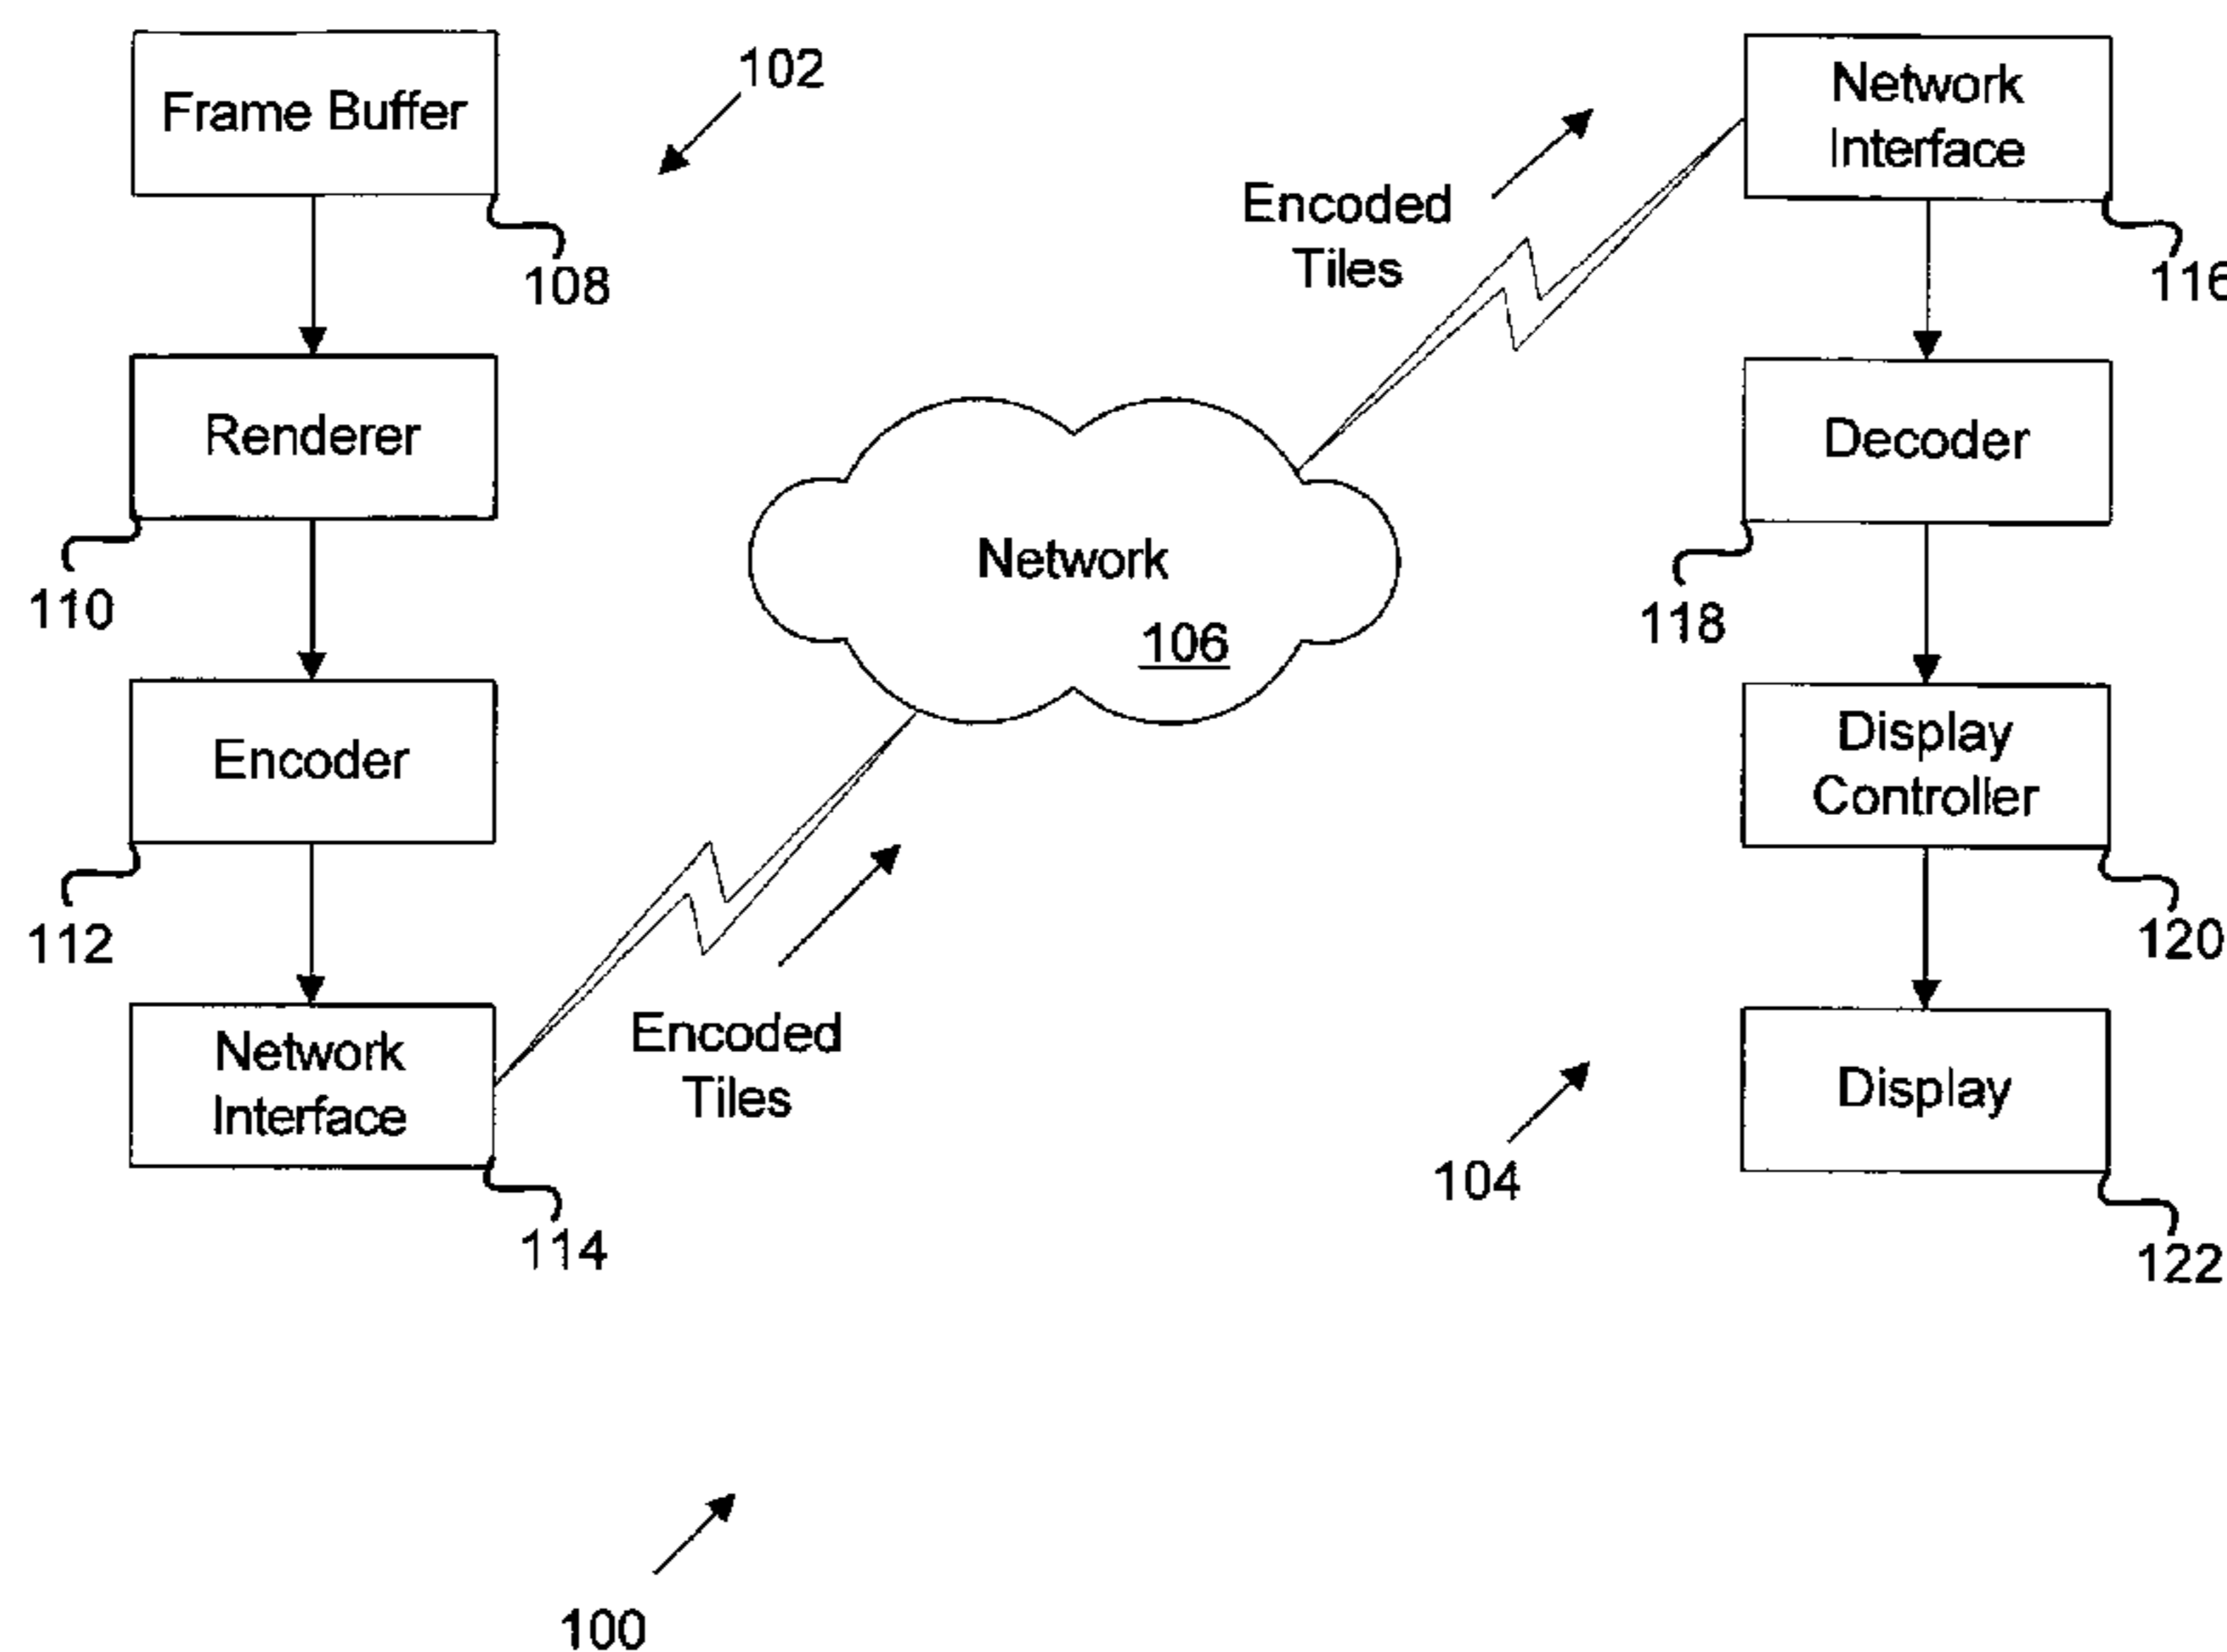 Frame Buffer
108
102
Renderer
110
Encoder
112
Network
Interface
114
Encoded
Tiles
Network
106
Encoded
Tiles
Network
Interface
116
Decoder
118
Display
Controller
120
Display
122
104
100